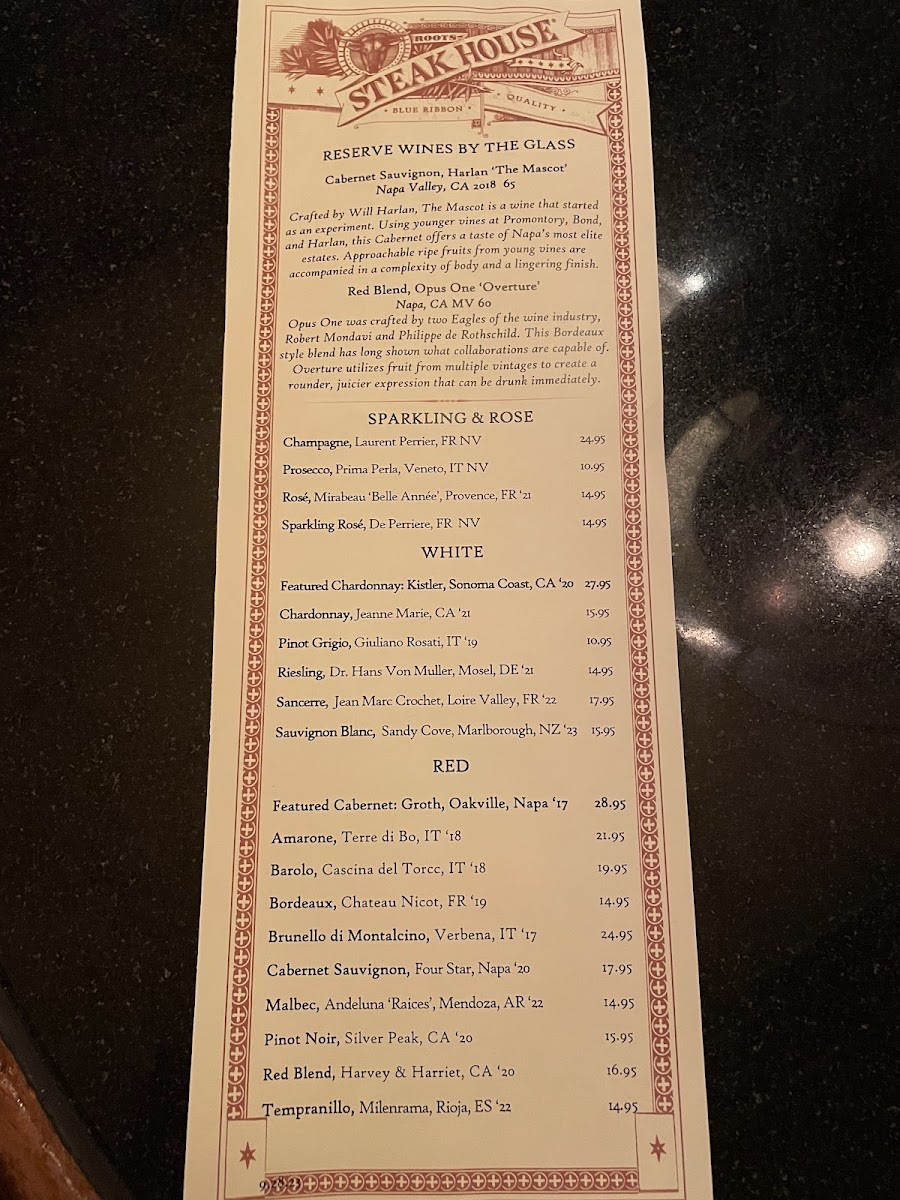 ROOTS
STEAK HOUSE
• BLUE RIBBON • • QUALITY •
RESERVE WINES BY THE GLASS
Cabernet Sauvignon, Harlan 'The Mascot'
Napa Valley, CA 2018 65
Crafted by Will Harlan, The Mascot is a wine that started
as an experiment. Using younger vines at Promontory, Bond,
and Harlan, this Cabernet offers a taste of Napa's most elite
estates. Approachable ripe fruits from young vines are
accompanied in a complexity of body and a lingering finish.
Red Blend, Opus One 'Overture'
Napa, CA MV 60
Opus One was crafted by two Eagles of the wine industry,
Robert Mondavi and Philippe de Rothschild. This Bordeaux
style blend has long shown what collaborations are capable of.
Overture utilizes fruit from multiple vintages to create a
rounder, juicier expression that can be drunk immediately.
SPARKLING & ROSE
Champagne, Laurent Perrier, FR NV 24.95
Prosecco, Prima Perla, Veneto, IT NV 10.95
Rosé, Mirabeau 'Belle Année', Provence, FR '21 14.95
Sparkling Rosé, De Perriere, FR NV 14.95
WHITE
Featured Chardonnay: Kistler, Sonoma Coast, CA '20 27.95
Chardonnay, Jeanne Marie, CA '21 15.95
Pinot Grigio, Giuliano Rosati, IT '19 10.95
Riesling, Dr. Hans Von Muller, Mosel, DE '21 14.95
Sancerre, Jean Marc Crochet, Loire Valley, FR '22 17.95
Sauvignon Blanc, Sandy Cove, Marlborough, NZ '23 15.95
RED
Featured Cabernet: Groth, Oakville, Napa '17 28.95
Amarone, Terre di Bo, IT '18 21.95
Barolo, Cascina del Torcc, IT '18 19.95
Bordeaux, Chateau Nicot, FR '19 14.95
Brunello di Montalcino, Verbena, IT '17 24.95
Cabernet Sauvignon, Four Star, Napa '20 17.95
Malbec, Andeluna 'Raices', Mendoza, AR '22 14.95
Pinot Noir, Silver Peak, CA '20 15.95
Red Blend, Harvey & Harriet, CA '20 16.95
Tempranillo, Milenrama, Rioja, ES '22 14.95
9.28.23